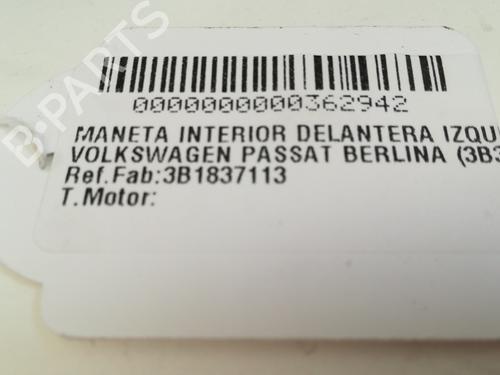 B-PARTS
0000000000362942
MANETA INTERIOR DELANTERA IZQU
VOLKSWAGEN PASSAT BERLINA (3B3
Ref.Fab:3B1837113
T.Motor: